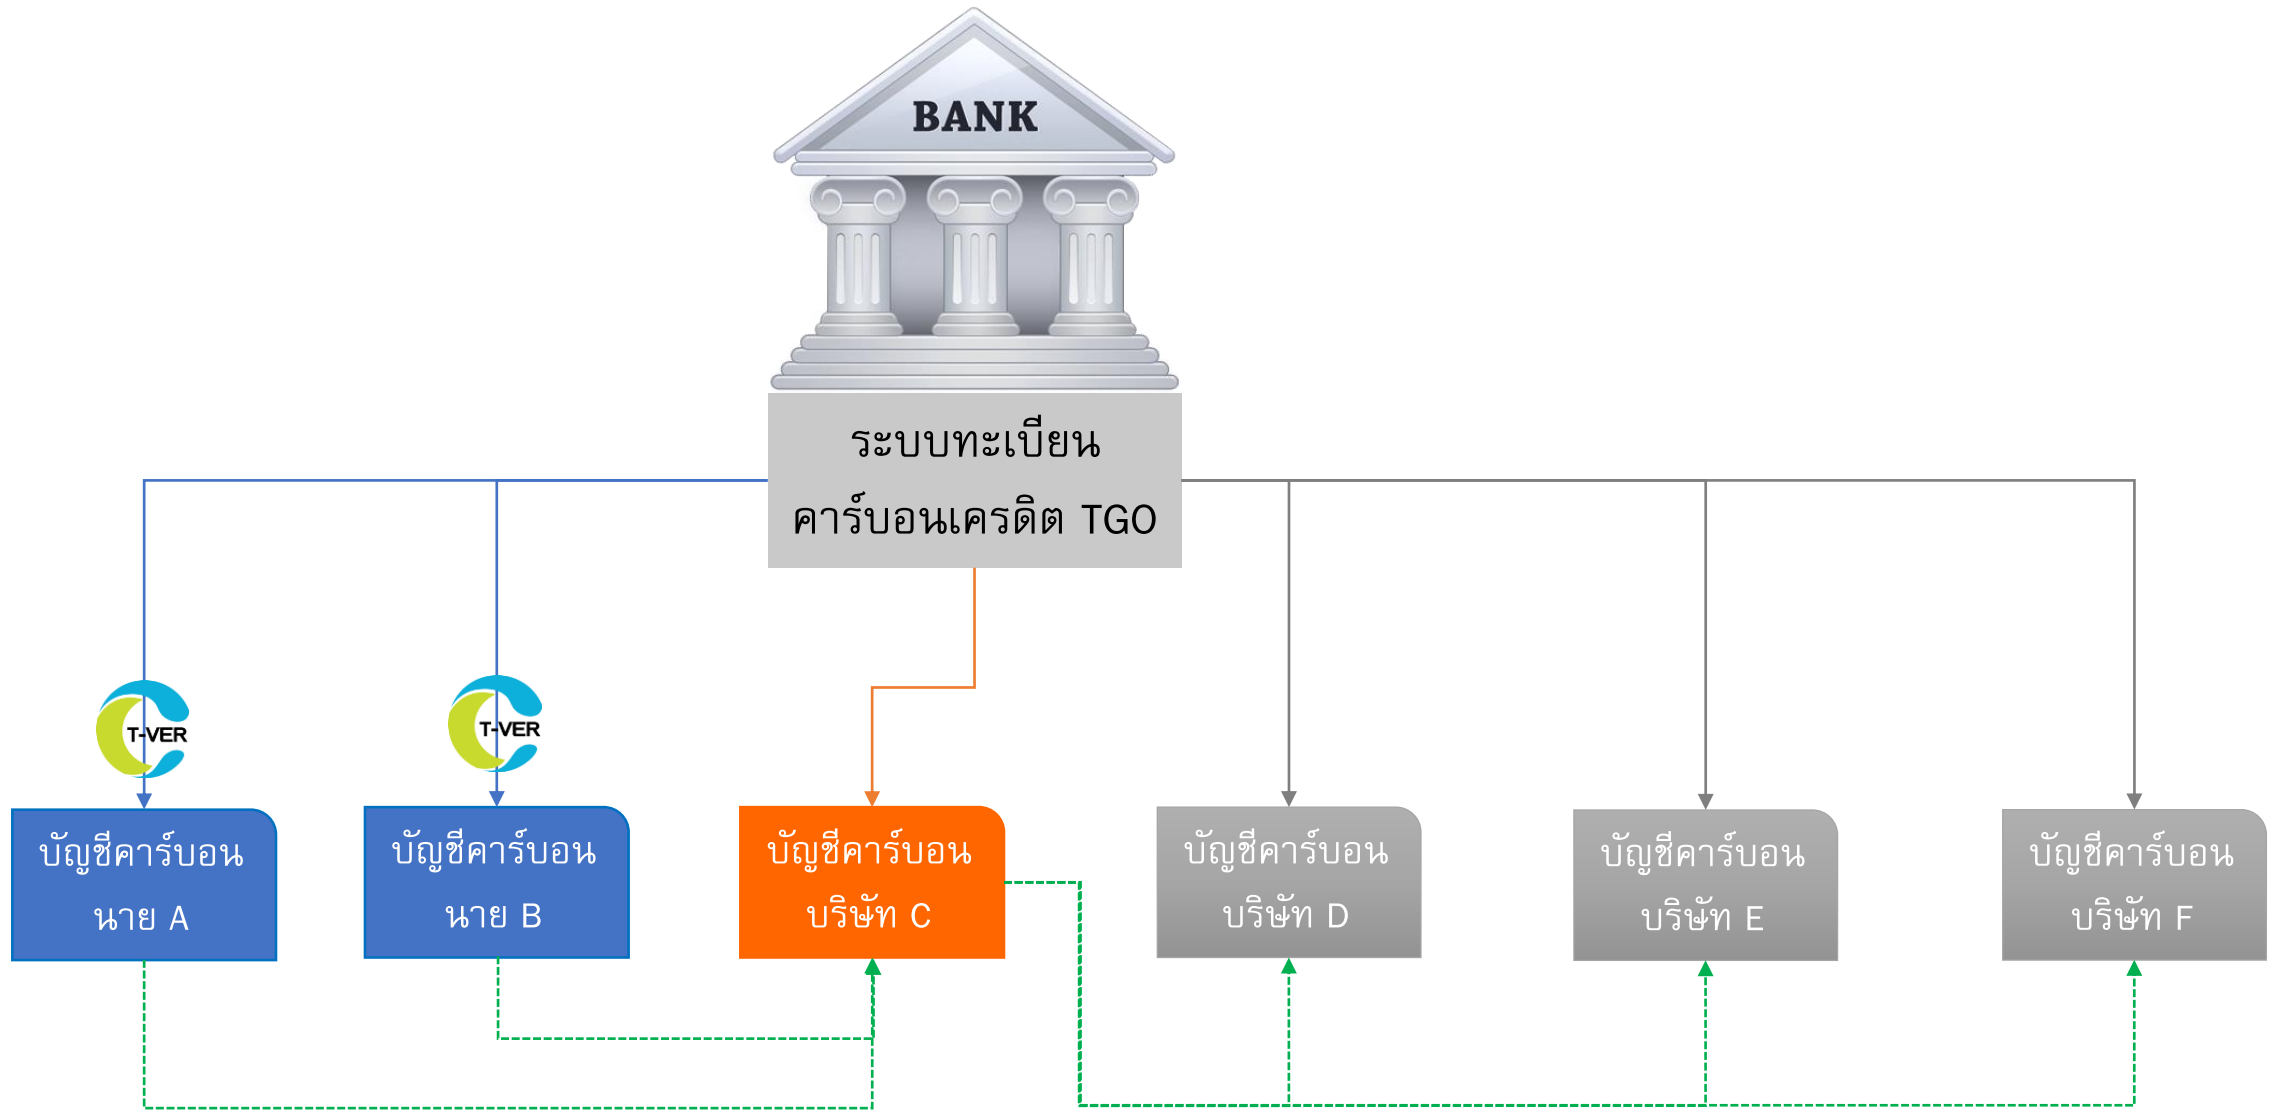 BANK
ระบบทะเบียน
คาร์บอนเครดิต TGO
T-VER
T-VER
บัญชีคาร์บอน
นาย A
บัญชีคาร์บอน
นาย B
บัญชีคาร์บอน
บริษัท C
บัญชีคาร์บอน
บริษัท D
บัญชีคาร์บอน
บริษัท E
บัญชีคาร์บอน
บริษัท F